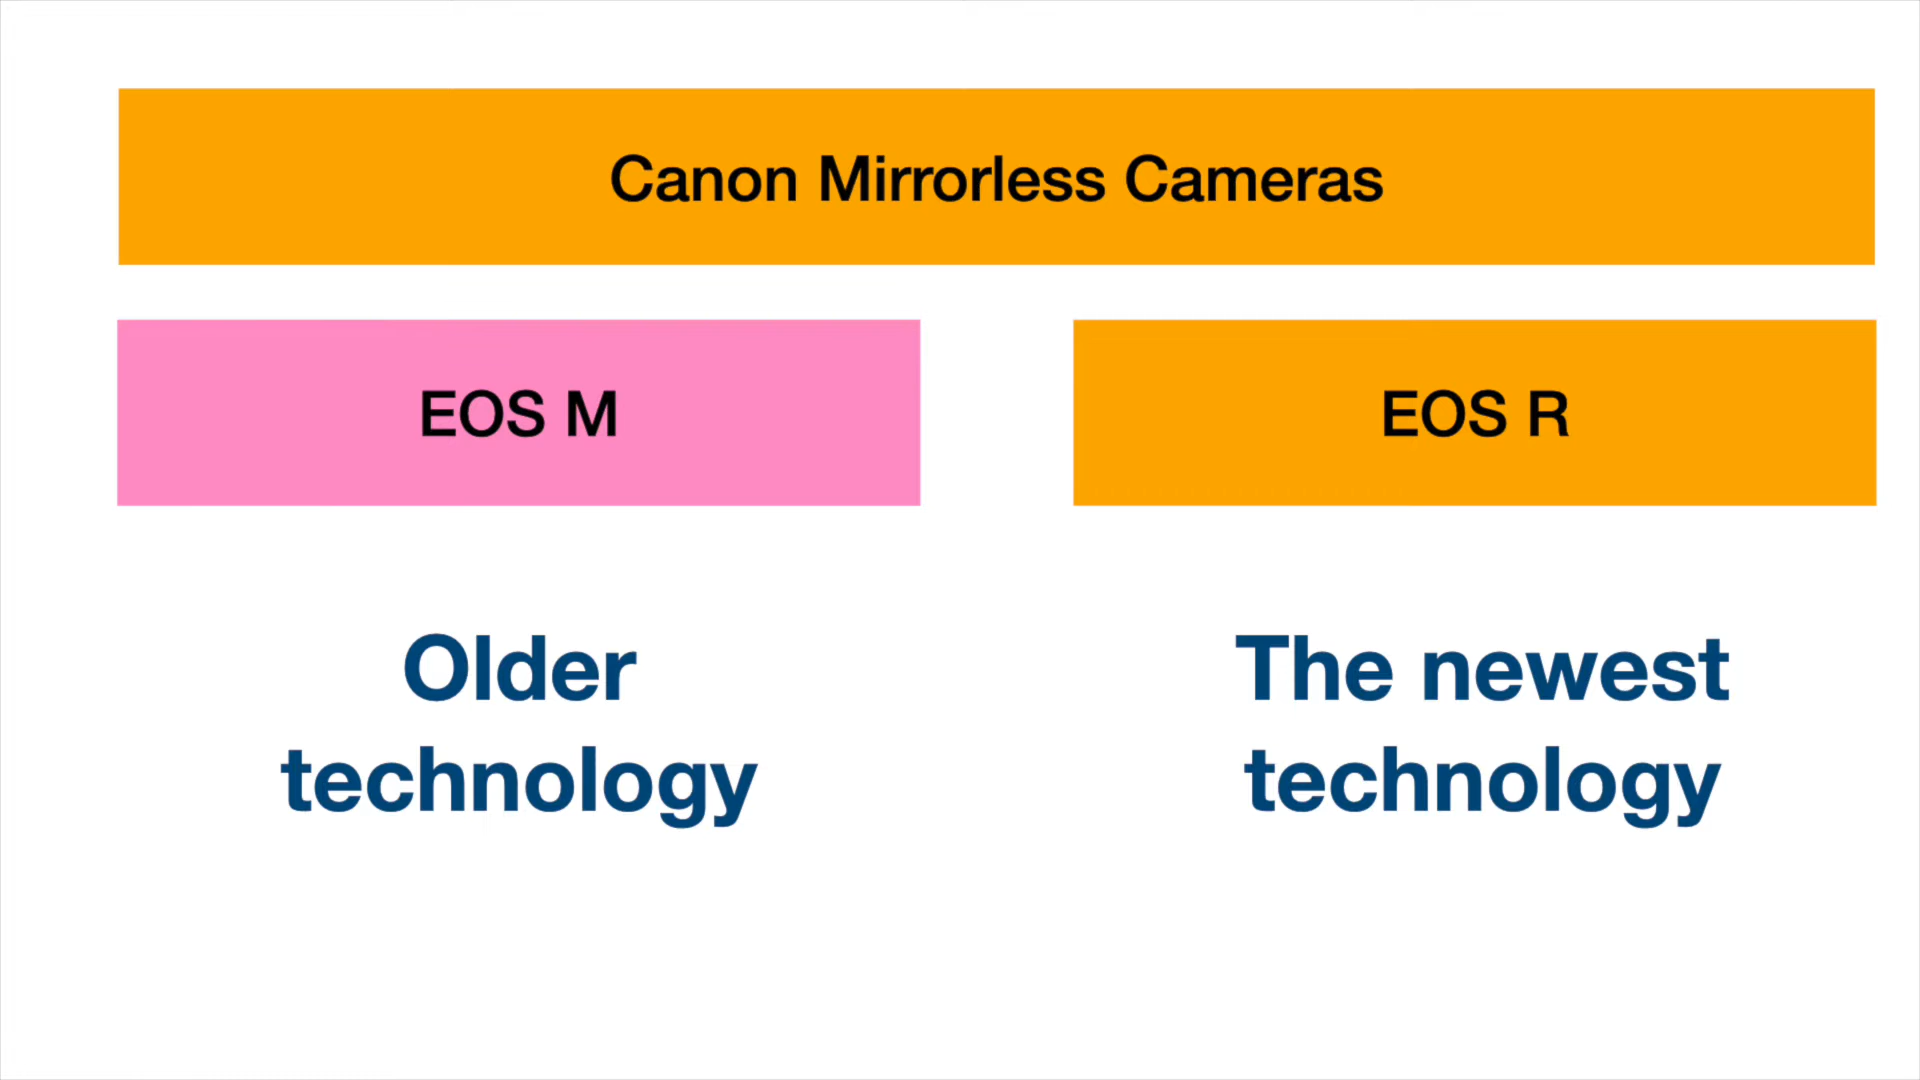 Canon Mirrorless Cameras
EOS M
EOS R
Older
technology
The newest
technology